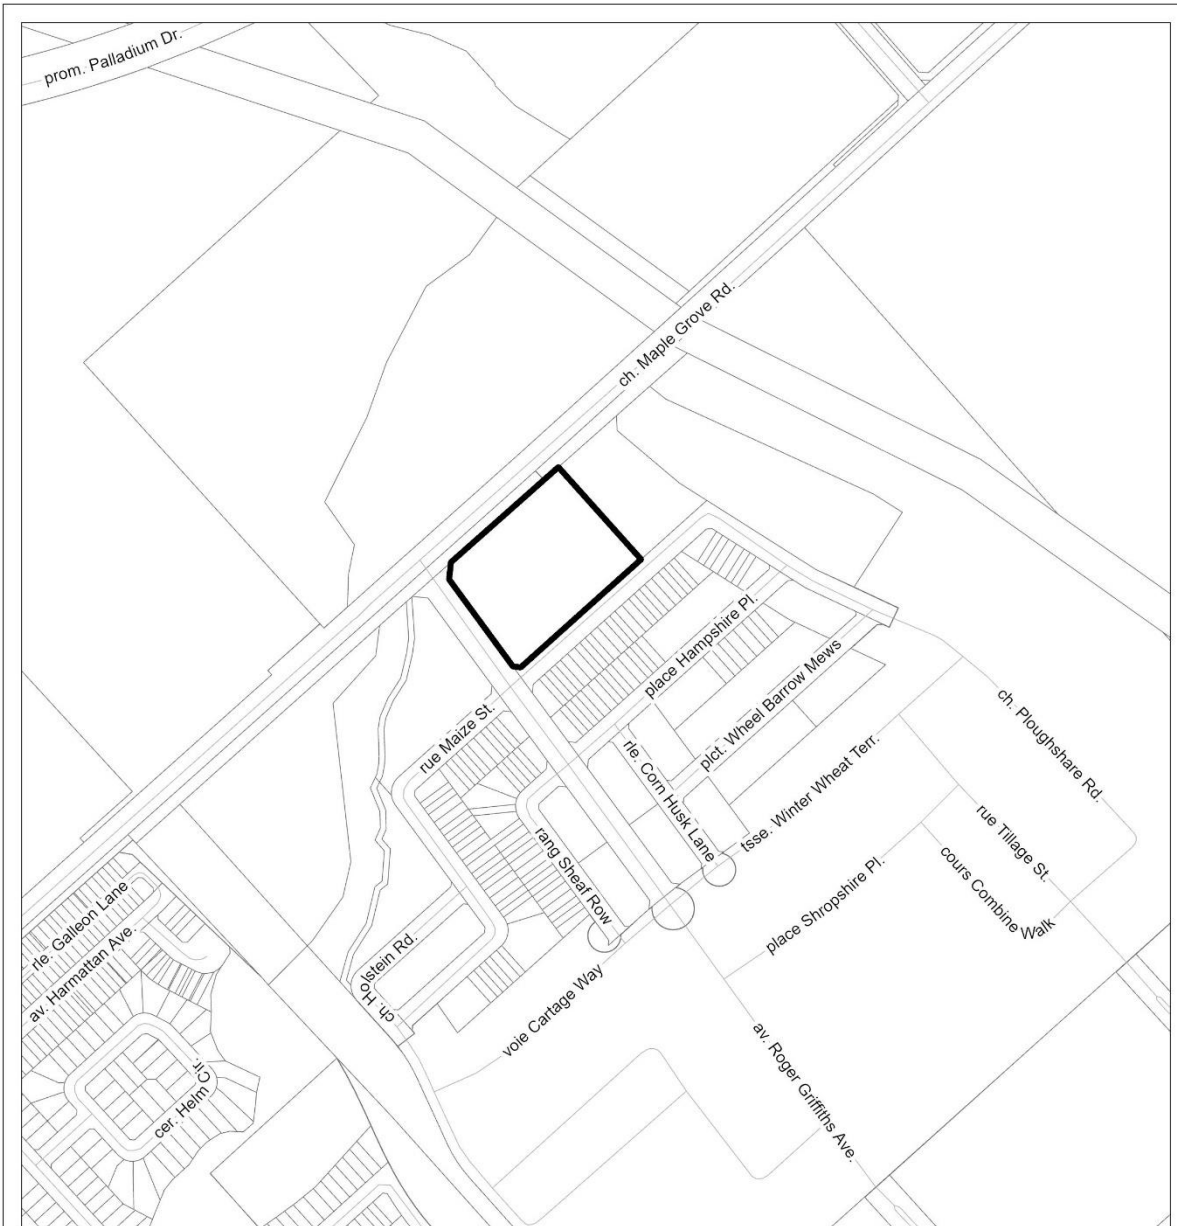 prom. Palladium Dr.
ch. Maple Grove Rd.
place Hampshire Pl.
plct. Wheel Barrow Mews
rue Maize St.
rle. Corn Husk Lane
tsse. Winter Wheat Terr.
ch. Ploughshare Rd.
rue Tillage St.
cours Combine Walk
place Shropshire Pl.
rang Sheaf Row
rle. Galleon Lane
av. Harmattan Ave.
ch. Holstein Rd.
voie Cartage Way
av. Roger Griffiths Ave.
cer. Helm Cir.